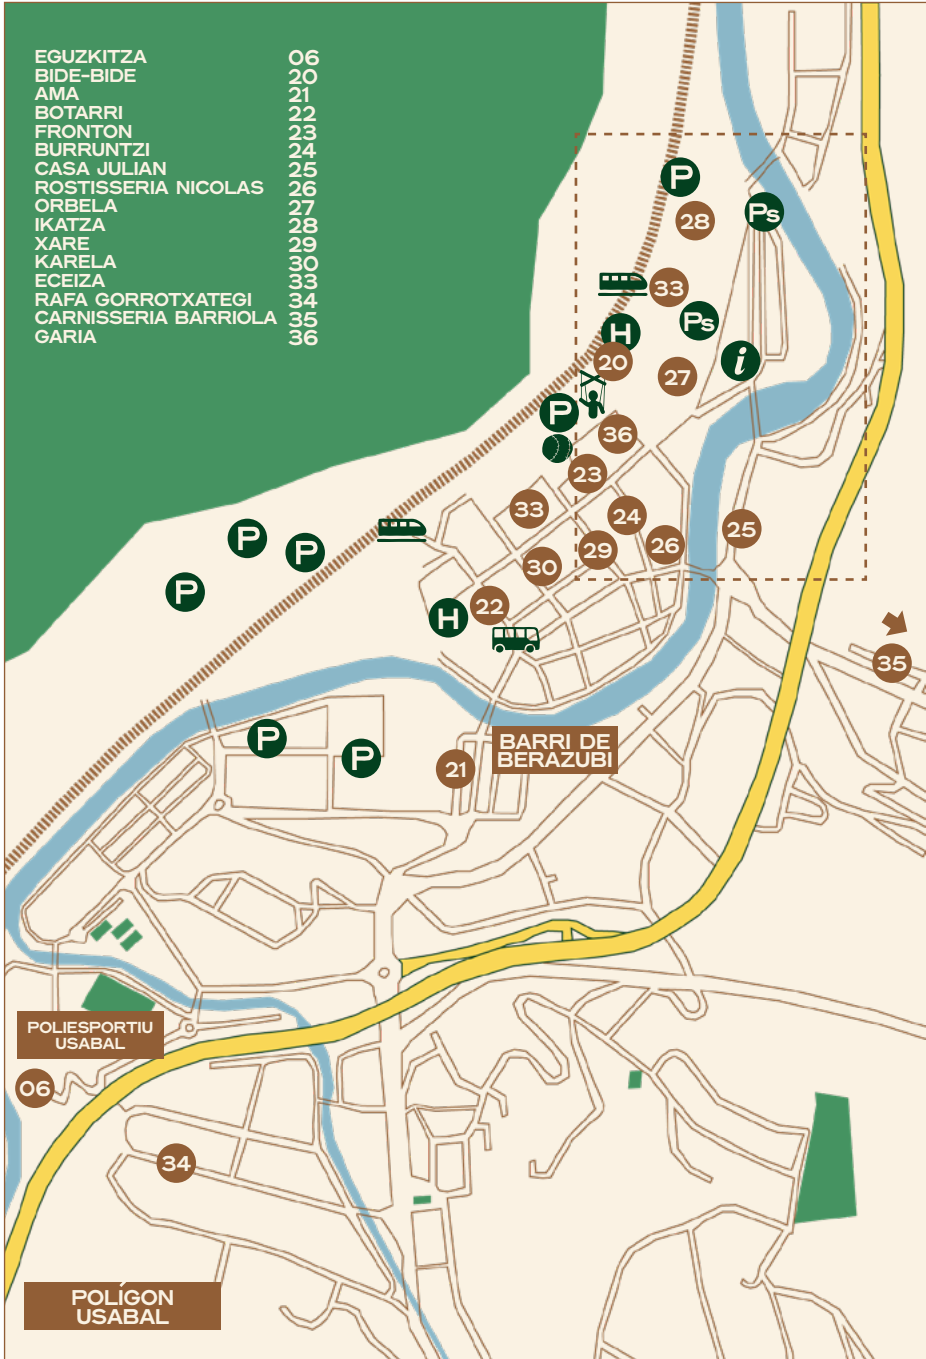 EGUZKITZA 06
BIDE-BIDE 20
AMA 21
BOTARRI 22
FRONTON 23
BURRUNTZI 24
CASA JULIAN 25
ROSTISSERIA NICOLAS 26
ORBELA 27
IKATZA 28
XARE 29
KARELA 30
ECEIZA 33
RAFA GORROTXATEGI 34
CARNISSERIA BARRIOLA 35
GARIA 36
P
28
Ps
33
Ps
H
20
i
27
P
36
23
33
24
25
P
P
26
29
30
P
22
H
35
P
P
21
BARRI DE
BERAZUBI
POLIESPORTIU
USABAL
06
34
POLÍGON
USABAL